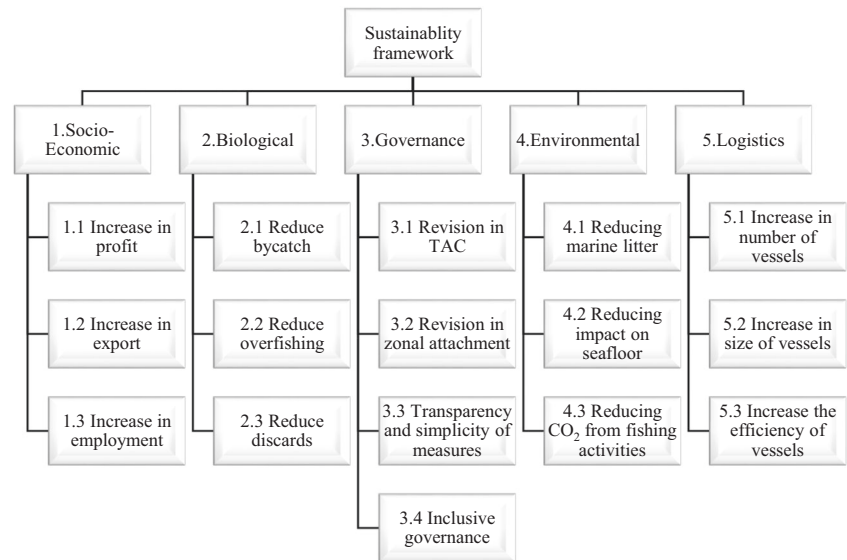 Sustainablity
framework
1.Socio-
Economic
2.Biological
3.Governance
4.Environmental
5.Logistics
1.1 Increase in
profit
1.2 Increase in
export
1.3 Increase in
employment
2.1 Reduce
bycatch
2.2 Reduce
overfishing
2.3 Reduce
discards
3.1 Revision in
TAC
3.2 Revision in
zonal attachment
3.3 Transparency
and simplicity of
measures
3.4 Inclusive
governance
4.1 Reducing
marine litter
4.2 Reducing
impact on
seafloor
4.3 Reducing
CO₂ from fishing
activities
5.1 Increase in
number of
vessels
5.2 Increase in
size of vessels
5.3 Increase the
efficiency of
vessels